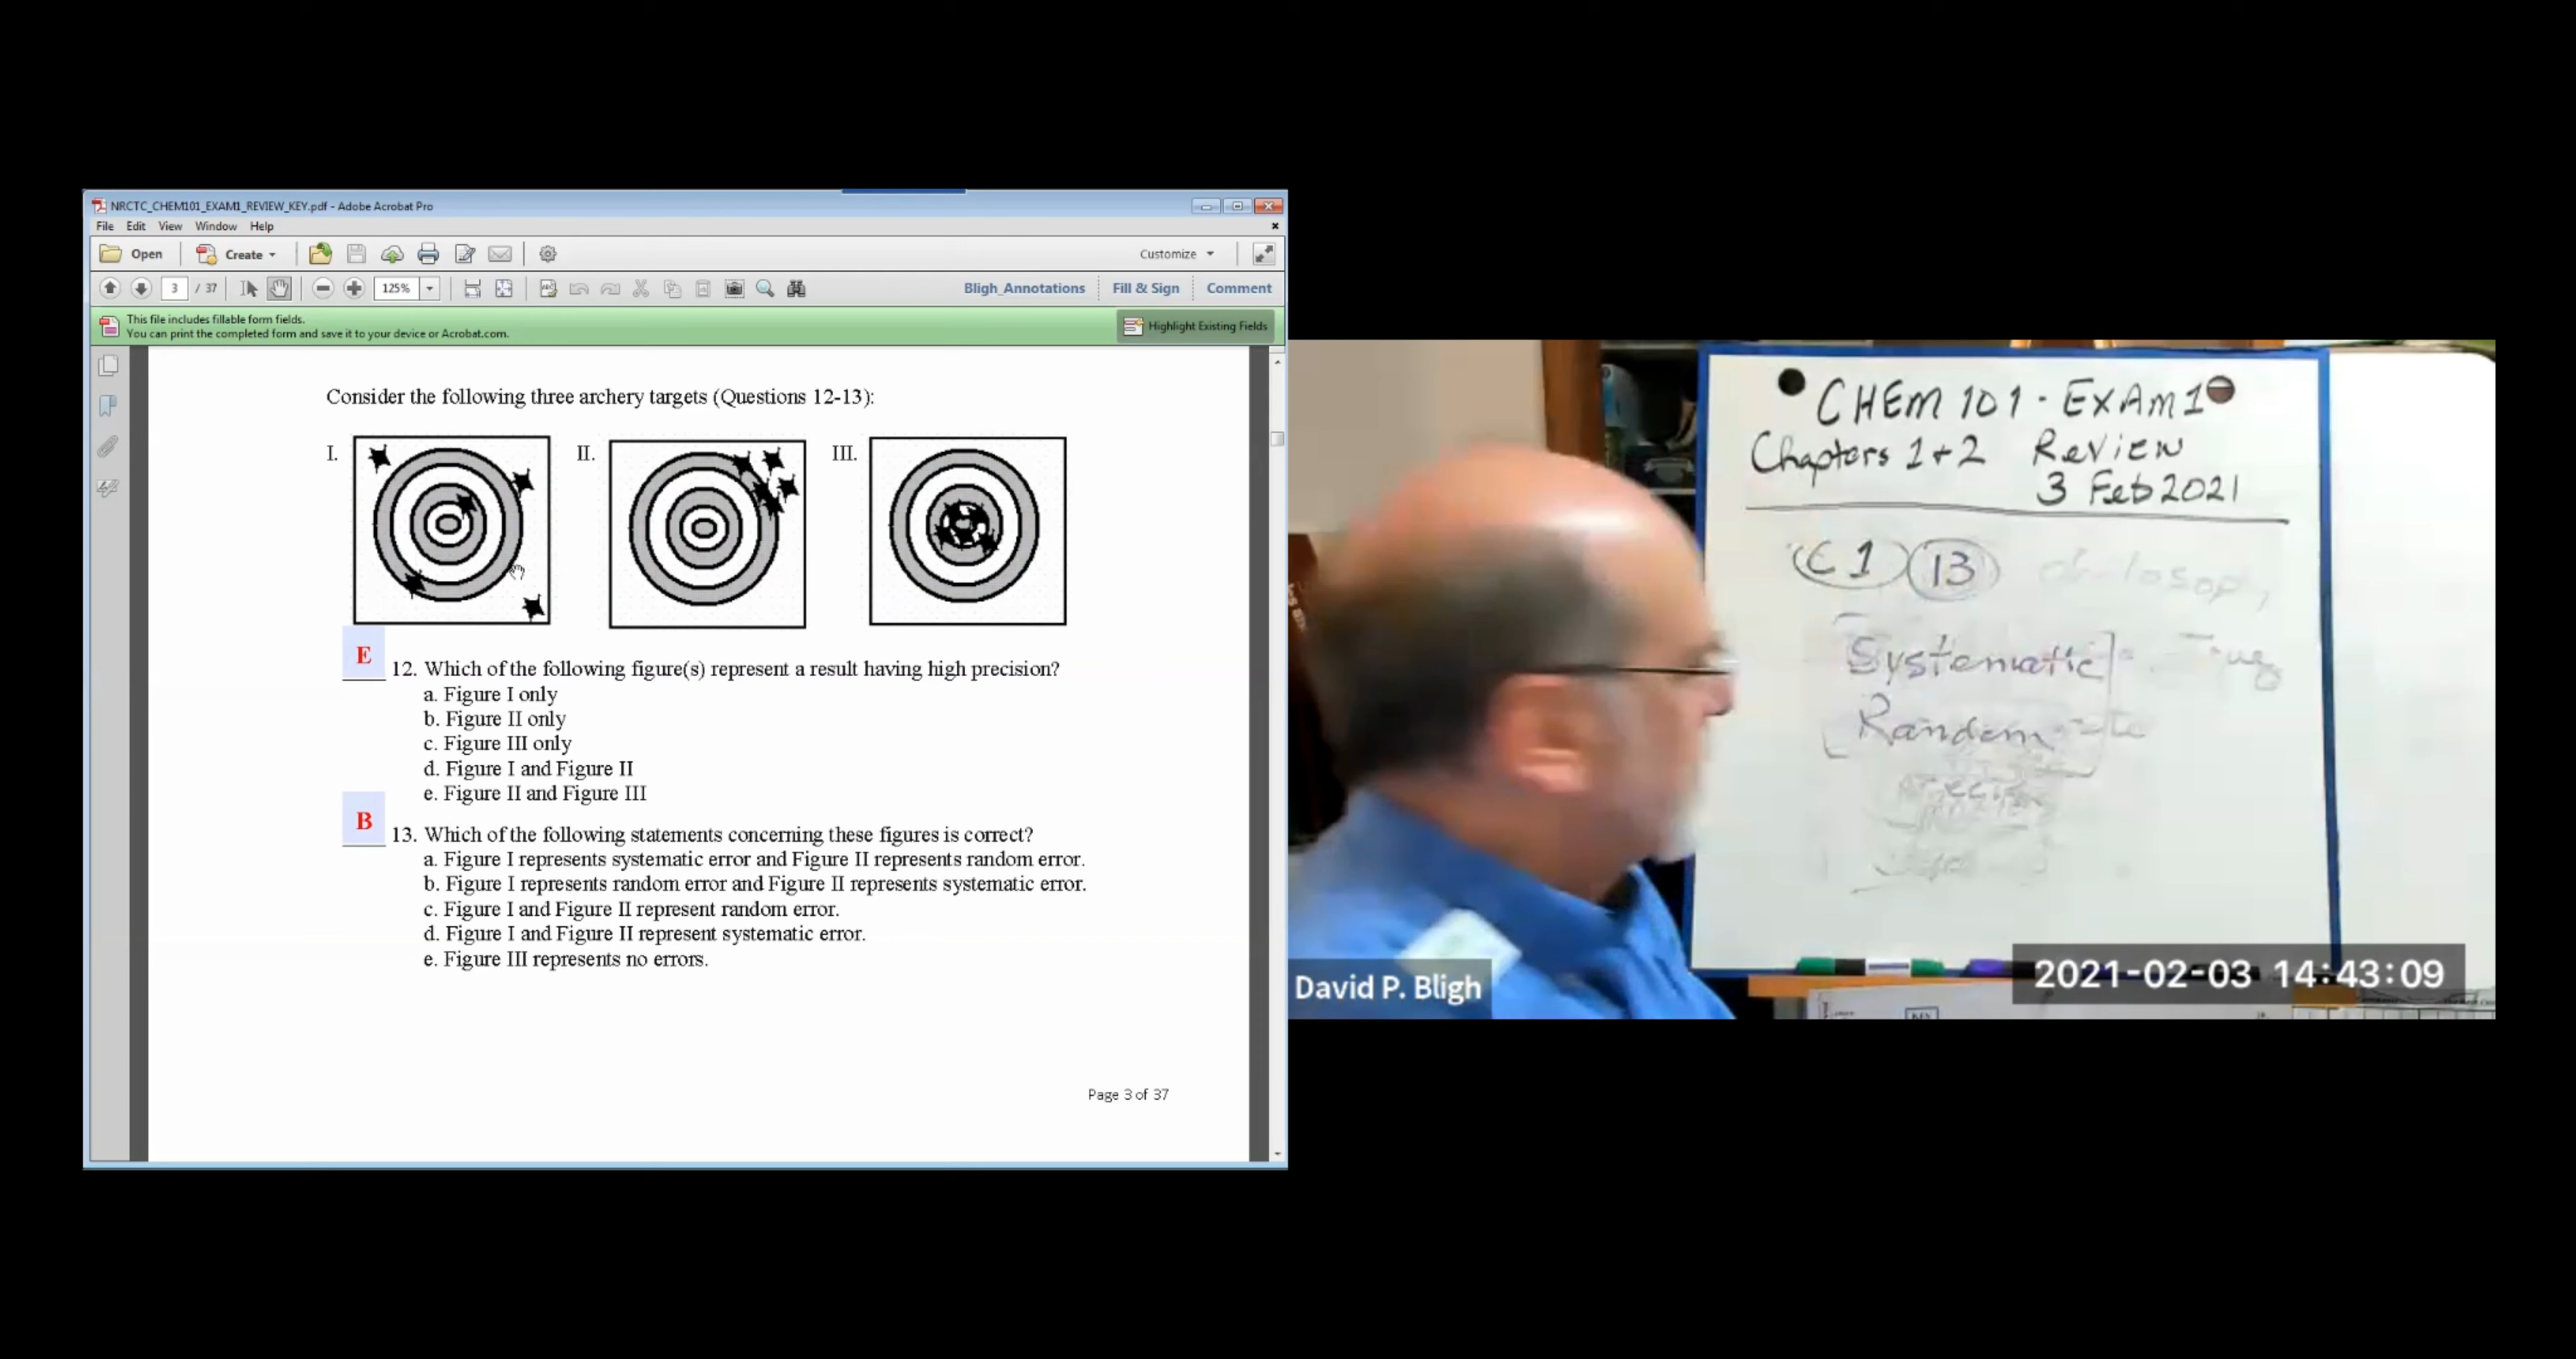 NRCTC_CHEM101_EXAM1_REVIEW_KEY.pdf - Adobe Acrobat Pro
File Edit View Window Help
Open Create Customize
3 / 37 125% Bligh_Annotations Fill & Sign Comment
This file includes fillable form fields.
You can print the completed form and save it to your device or Acrobat.com.
Highlight Existing Fields
Consider the following three archery targets (Questions 12-13):
I. II. III.
E 12. Which of the following figure(s) represent a result having high precision?
a. Figure I only
b. Figure II only
c. Figure III only
d. Figure I and Figure II
e. Figure II and Figure III
B 13. Which of the following statements concerning these figures is correct?
a. Figure I represents systematic error and Figure II represents random error.
b. Figure I represents random error and Figure II represents systematic error.
c. Figure I and Figure II represent random error.
d. Figure I and Figure II represent systematic error.
e. Figure III represents no errors.
Page 3 of 37
CHEM 101 - EXAM 1
Chapters 1 + 2 Review
3 Feb 2021
C1 13
Systematic
Random
David P. Bligh
2021-02-03 14:43:09